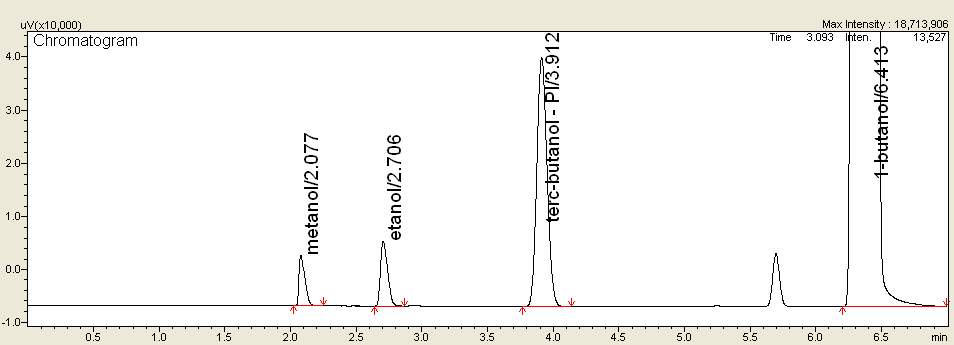 uV(x10,000)
Max Intensity : 18,713,906
Chromatogram
Time 3.093 Inten. 13,527
4.0
3.0
2.0
1.0
0.0
-1.0
metanol/2.077
etanol/2.706
terc-butanol - PI/3.912
1-butanol/6.413
0.5 1.0 1.5 2.0 2.5 3.0 3.5 4.0 4.5 5.0 5.5 6.0 6.5 min